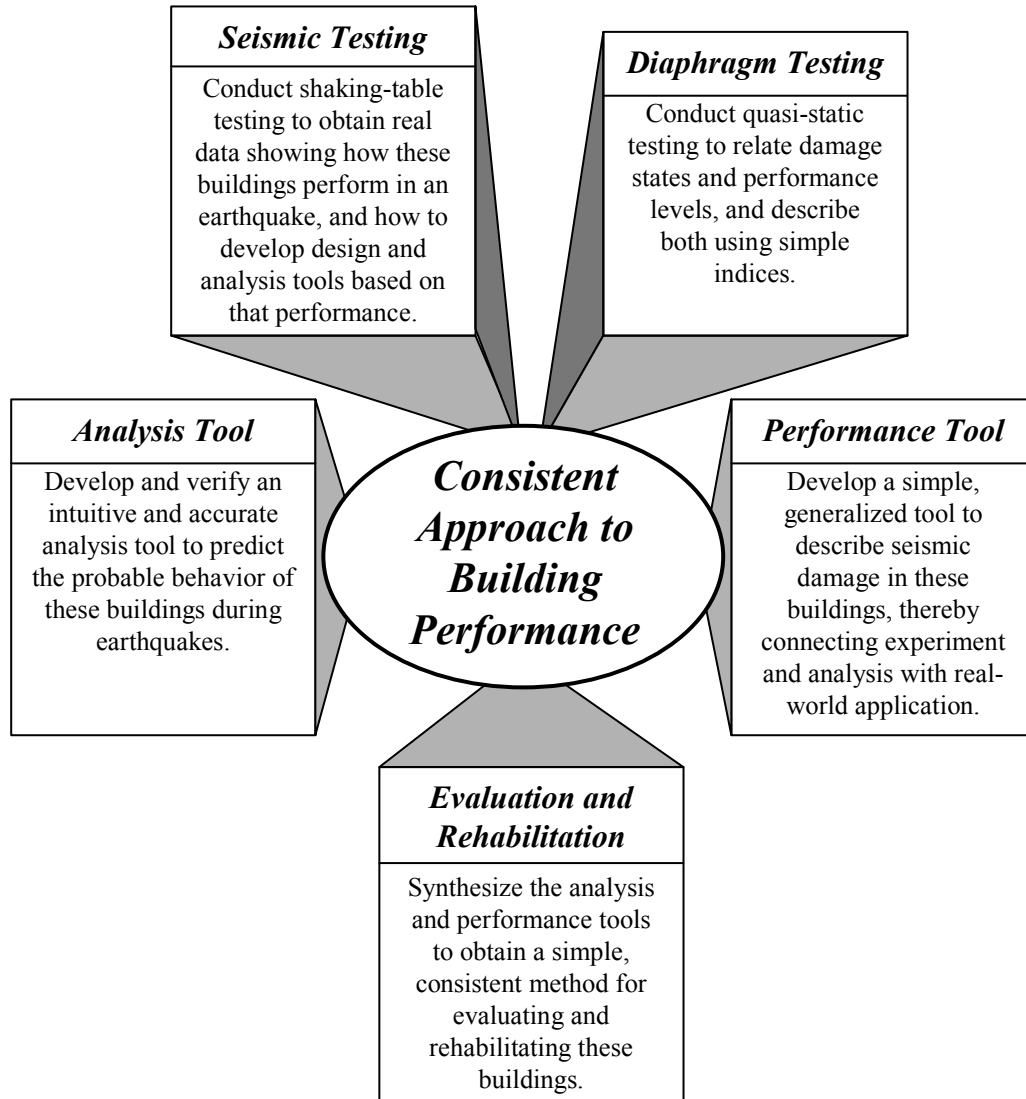 Seismic Testing
Conduct shaking-table
testing to obtain real
data showing how these
buildings perform in an
earthquake, and how to
develop design and
analysis tools based on
that performance.
Diaphragm Testing
Conduct quasi-static
testing to relate damage
states and performance
levels, and describe
both using simple
indices.
Analysis Tool
Develop and verify an
intuitive and accurate
analysis tool to predict
the probable behavior of
these buildings during
earthquakes.
Consistent
Approach to
Building
Performance
Performance Tool
Develop a simple,
generalized tool to
describe seismic
damage in these
buildings, thereby
connecting experiment
and analysis with real-
world application.
Evaluation and
Rehabilitation
Synthesize the analysis
and performance tools
to obtain a simple,
consistent method for
evaluating and
rehabilitating these
buildings.